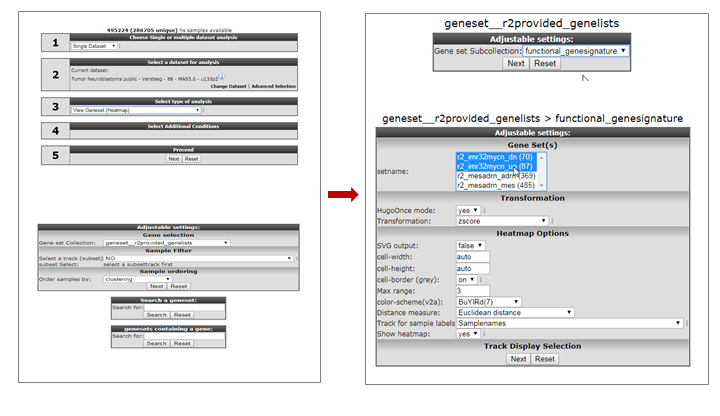 495224 (286705 unique) hs samples available
1
Choose Single or multiple dataset analysis
Single Dataset
2
Select a dataset for analysis
Current dataset:
Tumor Neuroblastoma public - Versteeg - 88 - MAS5.0 - u133p2
Change Dataset | Advanced Selection
3
Select type of analysis
View Geneset (Heatmap)
4
Select Additional Conditions
5
Proceed
Next Reset
Adjustable settings:
Gene selection
Gene set Collection: geneset__r2provided_genelists
Sample Filter
Select a track (subset) NO
subset Select: select a subsettrack first
Sample ordering
Order samples by: clustering
Next Reset
Search a geneset:
Search for:
Search Reset
genesets containing a gene:
Search for:
Search Reset
geneset__r2provided_genelists
Adjustable settings:
Gene set Subcollection: functional_genesignature
Next Reset
geneset__r2provided_genelists > functional_genesignature
Adjustable settings:
Gene Set(s)
setname:
r2_imr32mycn_dn (70)
r2_imr32mycn_up (87)
r2_mesadrn_adrn (369)
r2_mesadrn_mes (485)
Transformation
HugoOnce mode: yes
Transformation: zscore
Heatmap Options
SVG output: false
cell-width: auto
cell-height: auto
cell-border (grey): on
Max range: 3
color-scheme(v2a): BuYlRd(7)
Distance measure: Euclidean distance
Track for sample labels Samplenames
Show heatmap: yes
Track Display Selection
Next Reset